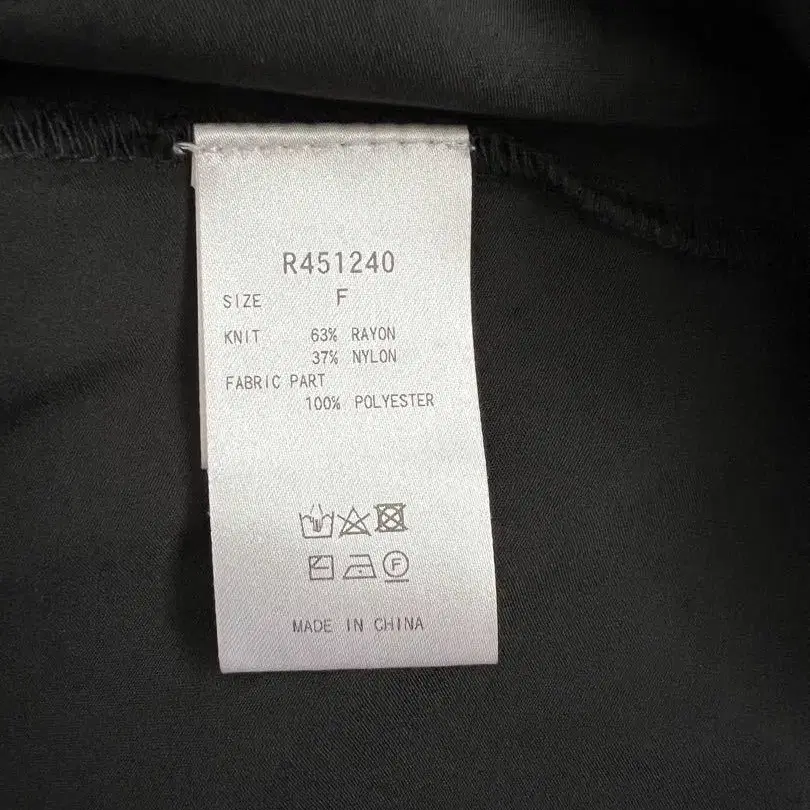 R451240
SIZE F
KNIT 63% RAYON
37% NYLON
FABRIC PART
100% POLYESTER
F
MADE IN CHINA